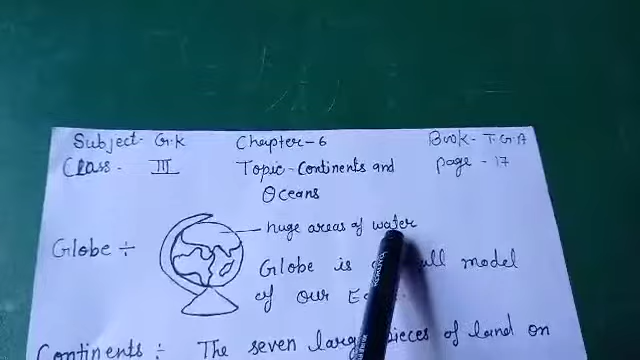 Subject- G.K Chapter-6 Book- T.G.A
Class- III Topic-Continents and page - 17
Oceans
huge areas of water
Globe ÷
Globe is model
of our
Continents ÷ The seven large pieces of land on